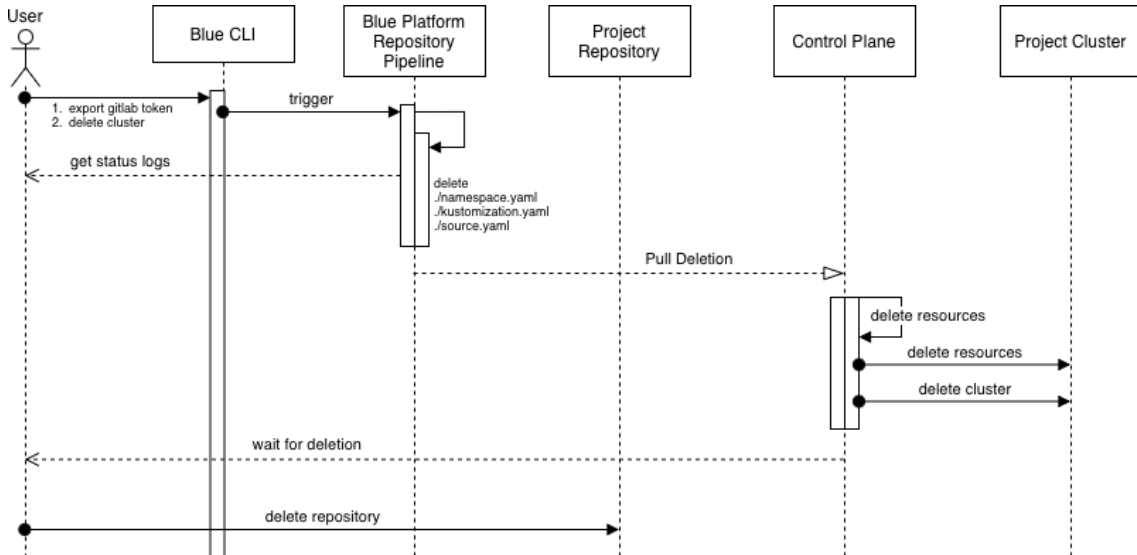 User
Blue CLI
Blue Platform
Repository
Pipeline
Project
Repository
Control Plane
Project Cluster
1. export gitlab token
2. delete cluster
trigger
get status logs
delete
./namespace.yaml
./kustomization.yaml
./source.yaml
Pull Deletion
delete resources
delete resources
delete cluster
wait for deletion
delete repository